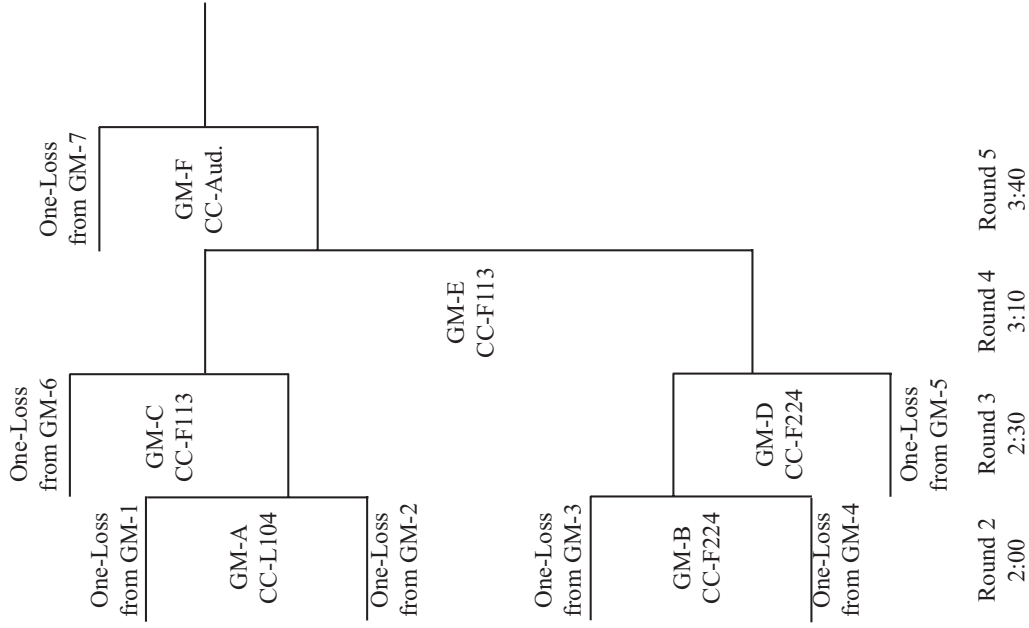 One-Loss
from GM-7
GM-F
CC-Aud.
One-Loss
from GM-6
GM-C
CC-F113
One-Loss
from GM-1
GM-A
CC-L104
One-Loss
from GM-2
GM-E
CC-F113
One-Loss
from GM-3
GM-B
CC-F224
One-Loss
from GM-4
GM-D
CC-F224
One-Loss
from GM-5
Round 2
2:00
Round 3
2:30
Round 4
3:10
Round 5
3:40